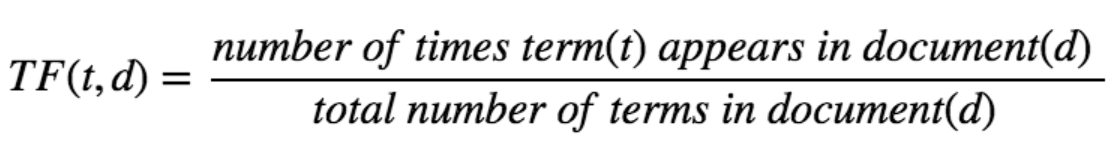 TF(t, d) = number of times term(t) appears in document(d)
total number of terms in document(d)